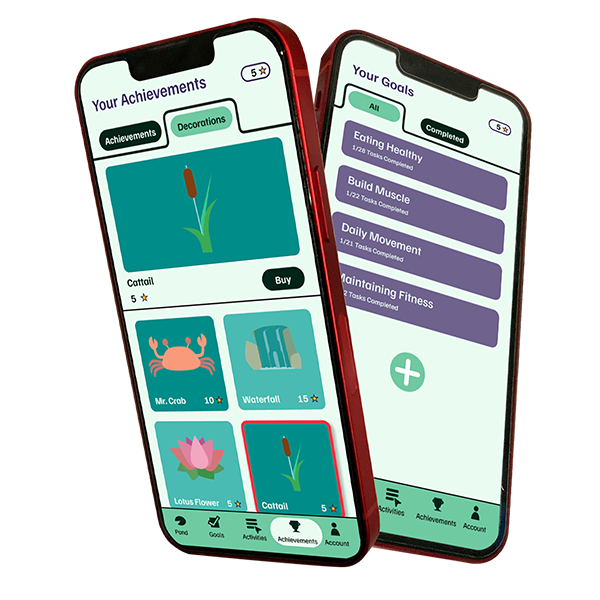 Your Achievements
5
Achievements
Decorations
Cattail
5
Buy
Mr. Crab 10
Waterfall 15
Lotus Flower 5
Cattail 5
Pond
Goals
Activities
Achievements
Account
Your Goals
5
All
Completed
Eating Healthy
1/28 Tasks Completed
Build Muscle
1/22 Tasks Completed
Daily Movement
1/21 Tasks Completed
Maintaining Fitness
2 Tasks Completed
Activities
Achievements
Account